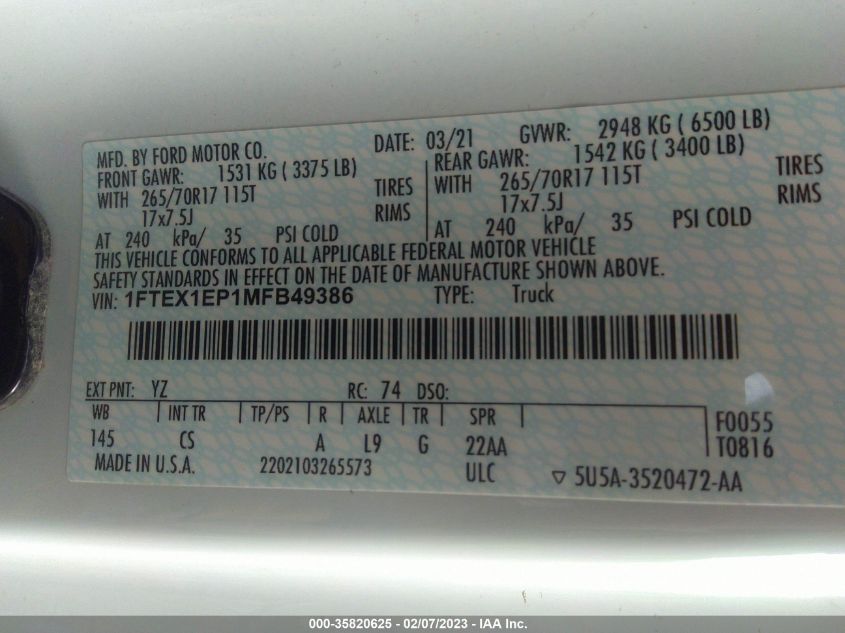 MFD. BY FORD MOTOR CO. DATE: 03/21 GVWR: 2948 KG ( 6500 LB)
FRONT GAWR: 1531 KG ( 3375 LB) REAR GAWR: 1542 KG ( 3400 LB)
WITH 265/70R17 115T TIRES WITH 265/70R17 115T TIRES
17x7.5J RIMS 17x7.5J RIMS
AT 240 kPa/ 35 PSI COLD AT 240 kPa/ 35 PSI COLD
THIS VEHICLE CONFORMS TO ALL APPLICABLE FEDERAL MOTOR VEHICLE
SAFETY STANDARDS IN EFFECT ON THE DATE OF MANUFACTURE SHOWN ABOVE.
VIN: 1FTEX1EP1MFB49386 TYPE: Truck
EXT PNT: YZ RC: 74 DSO:
WB INT TR TP/PS R AXLE TR SPR F0055
145 CS A L9 G 22AA T0816
MADE IN U.S.A. 2202103265573 ULC ▽ 5U5A-3520472-AA
000-35820625 - 02/07/2023 - IAA Inc.